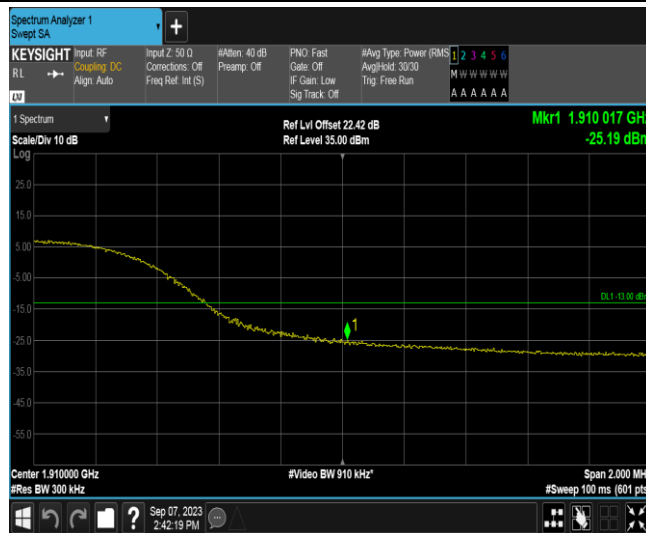 Spectrum Analyzer 1
Swept SA
+
KEYSIGHT
RL
LXI
Input: RF
Coupling: DC
Align: Auto
Input Z: 50 Ω
Corrections: Off
Freq Ref: Int (S)
#Atten: 40 dB
Preamp: Off
PNO: Fast
Gate: Off
IF Gain: Low
Sig Track: Off
#Avg Type: Power (RMS
Avg|Hold: 30/30
Trig: Free Run
1 2 3 4 5 6
M W W W W W
A A A A A A
1 Spectrum
Scale/Div 10 dB
Ref Lvl Offset 22.42 dB
Ref Level 35.00 dBm
Mkr1 1.910 017 GHz
-25.19 dBm
Log
25.0
15.0
5.00
-5.00
-15.0
-25.0
-35.0
-45.0
-55.0
DL1 -13.00 dBm
1
Center 1.910000 GHz
#Res BW 300 kHz
#Video BW 910 kHz*
Span 2.000 MH
#Sweep 100 ms (601 pts
?
Sep 07, 2023
2:42:19 PM